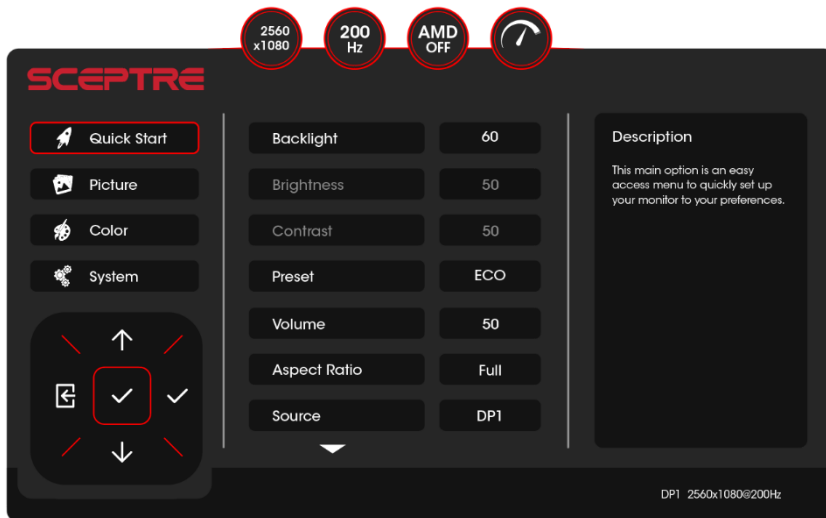 2560
x1080
200
Hz
AMD
OFF
SCEPTRE
Quick Start
Picture
Color
System
Backlight 60
Brightness 50
Contrast 50
Preset ECO
Volume 50
Aspect Ratio Full
Source DP1
Description
This main option is an easy
access menu to quickly set up
your monitor to your preferences.
DP1 2560x1080@200Hz